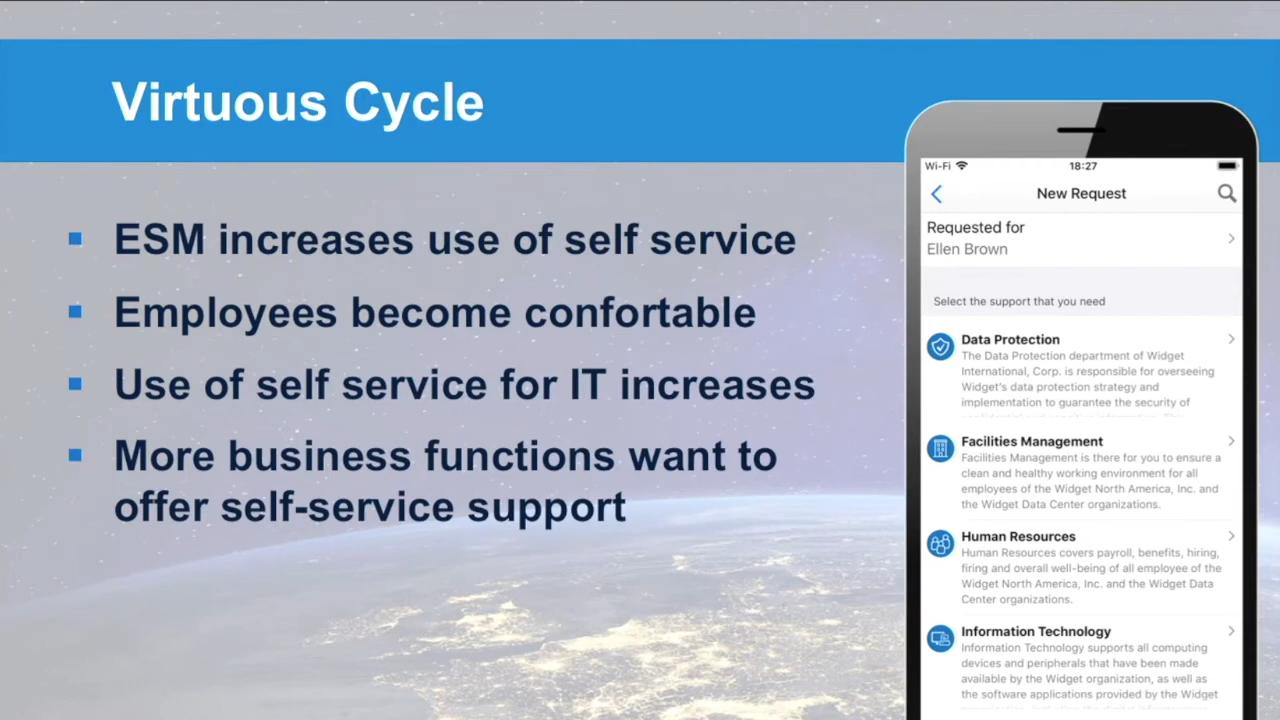 Virtuous Cycle
ESM increases use of self service
Employees become confortable
Use of self service for IT increases
More business functions want to
offer self-service support
Wi-Fi 18:27
New Request
Requested for
Ellen Brown
Select the support that you need
Data Protection
The Data Protection department of Widget
International, Corp. is responsible for overseeing
Widget's data protection strategy and
implementation to guarantee the security of
Facilities Management
Facilities Management is there for you to ensure a
clean and healthy working environment for all
employees of the Widget North America, Inc. and
the Widget Data Center organizations.
Human Resources
Human Resources covers payroll, benefits, hiring,
firing and overall well-being of all employee of the
Widget North America, Inc. and the Widget Data
Center organizations.
Information Technology
Information Technology supports all computing
devices and peripherals that have been made
available by the Widget organization, as well as
the software applications provided by the Widget